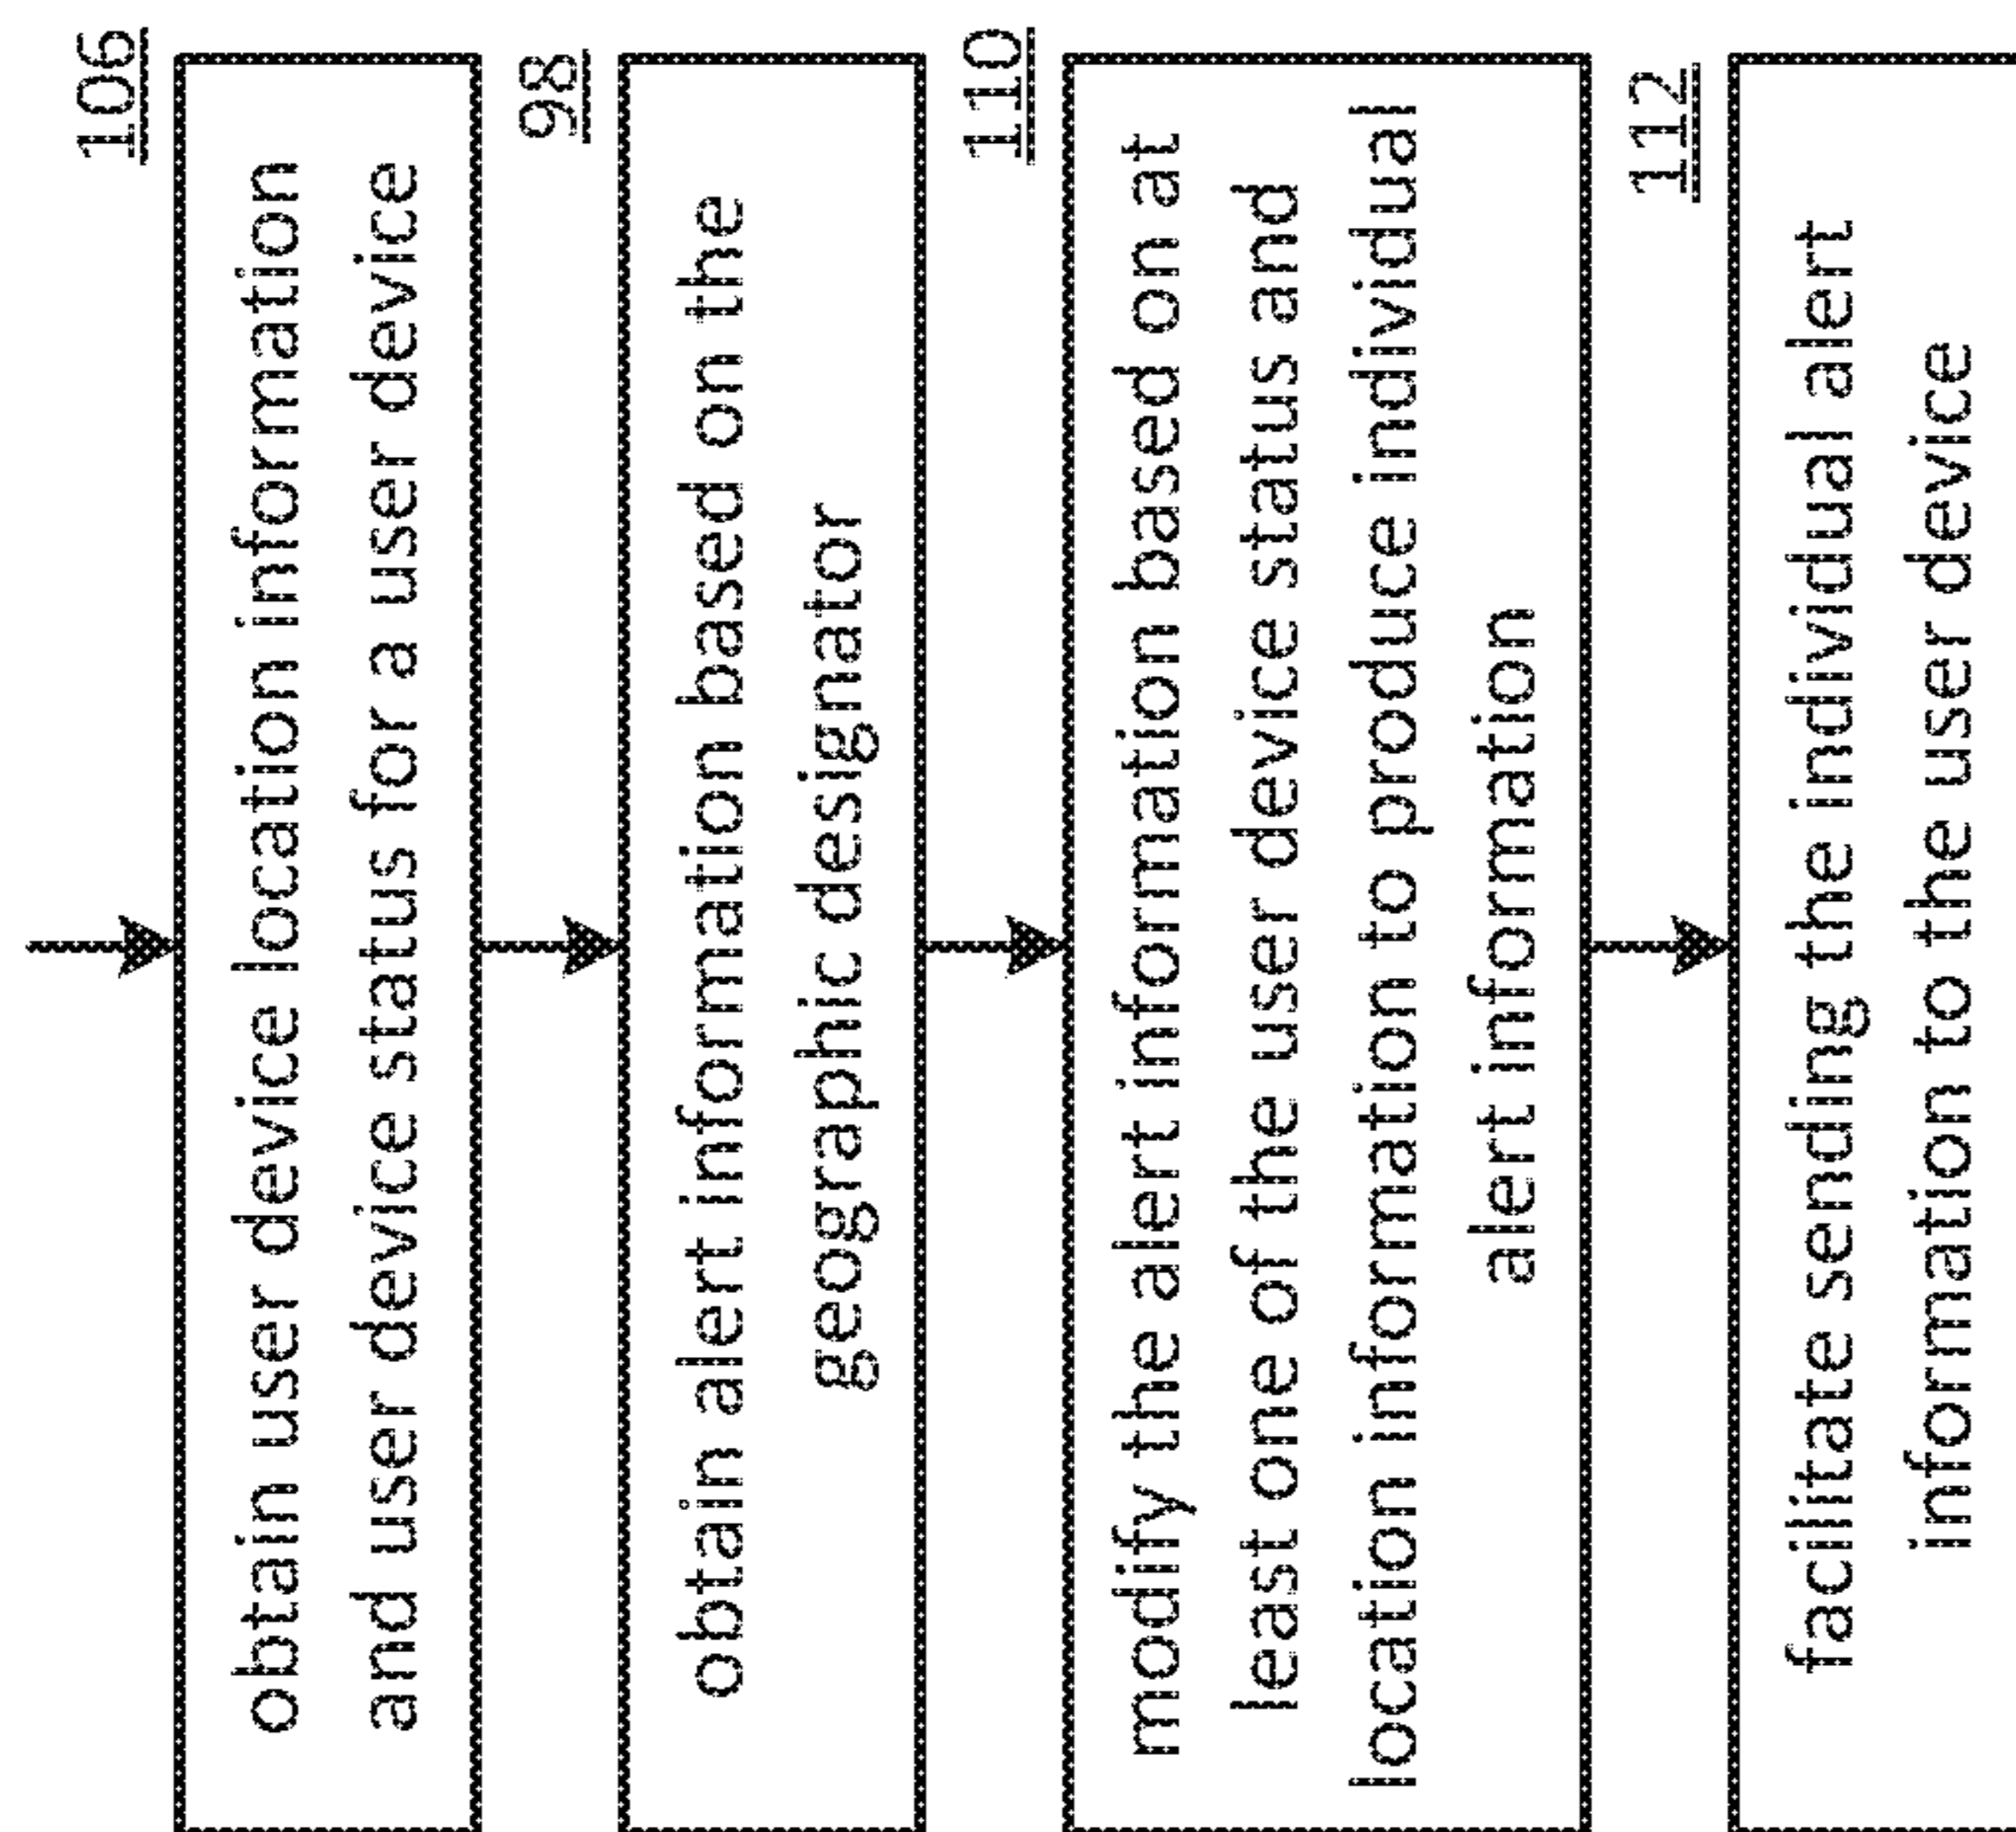 106
obtain user device location information
and user device status for a user device
98
obtain alert information based on the
geographic designator
110
modify the alert information based on at
least one of the user device status and
location information to produce individual
alert information
112
facilitate sending the individual alert
information to the user device